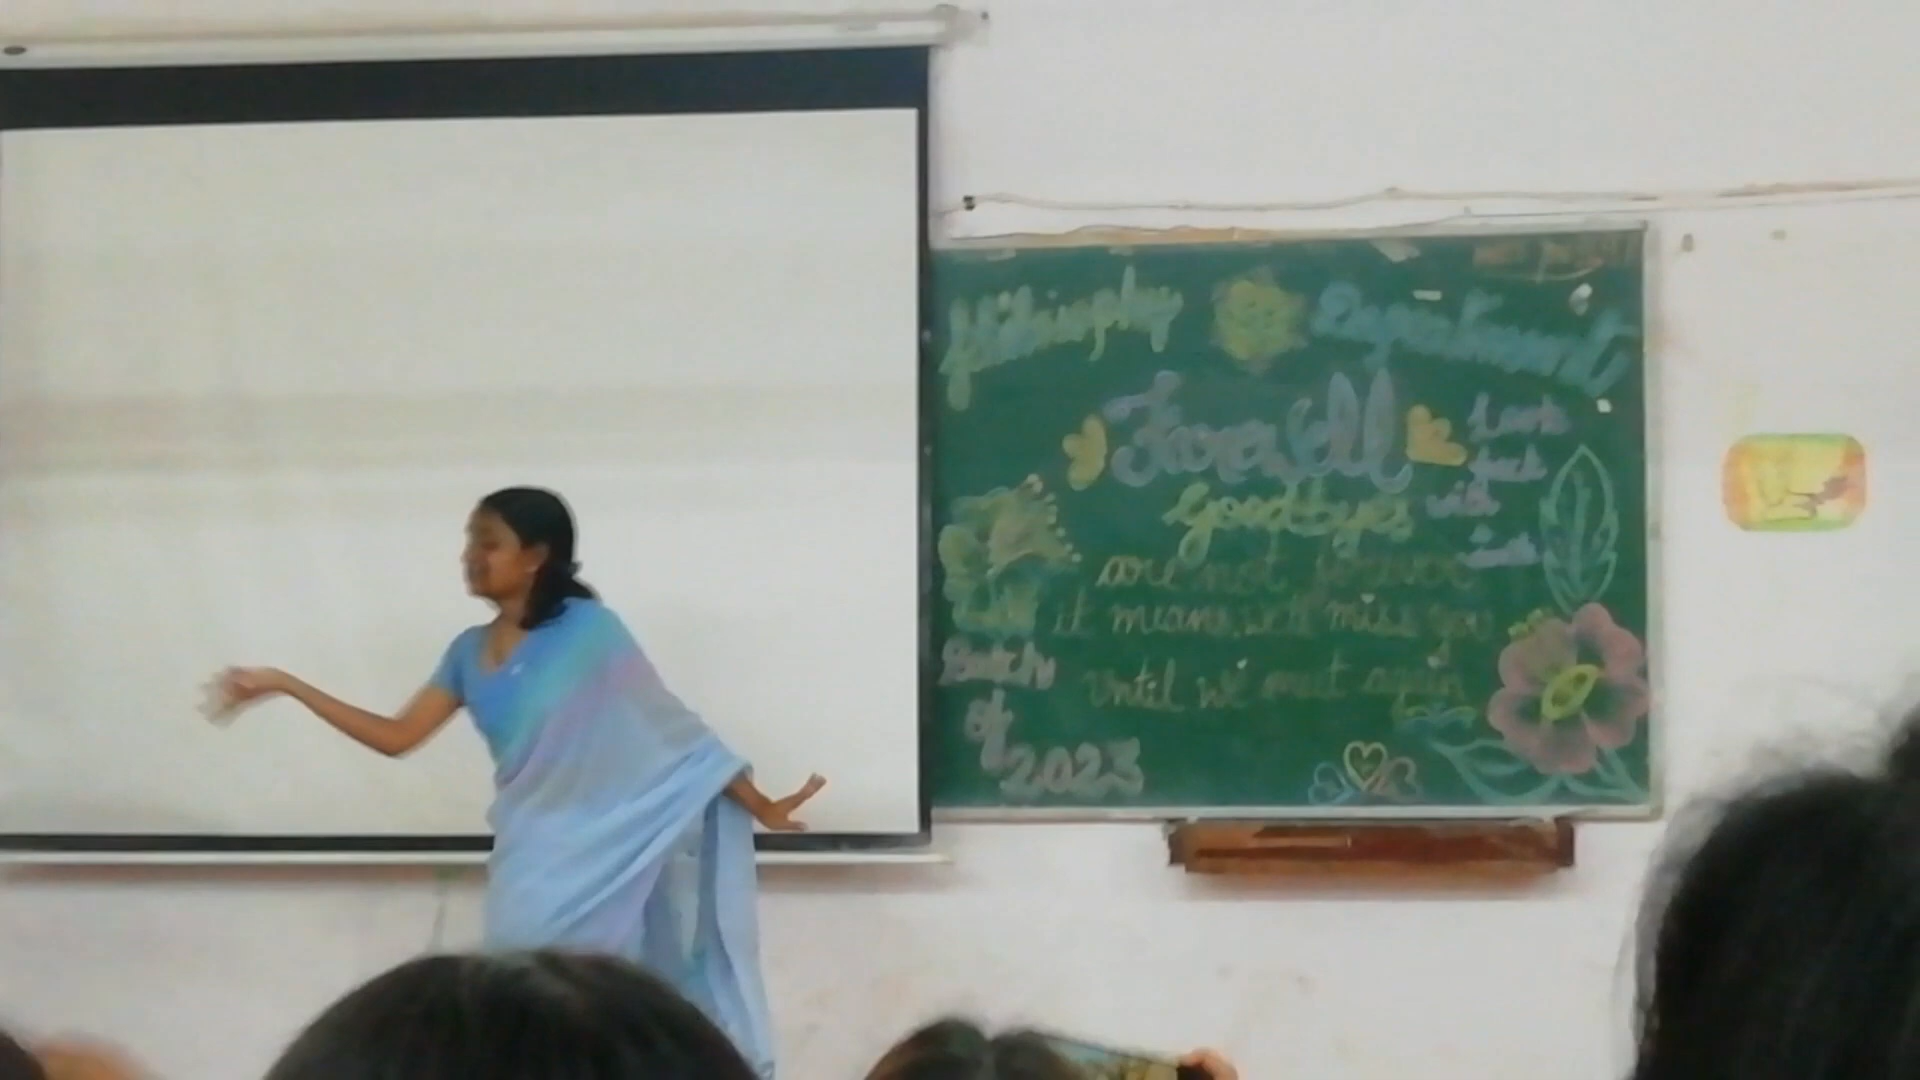 Philosophy Department
Farewell
Goodbyes
are not forever
it means we'll miss you
until we meet again
Batch
of
2023